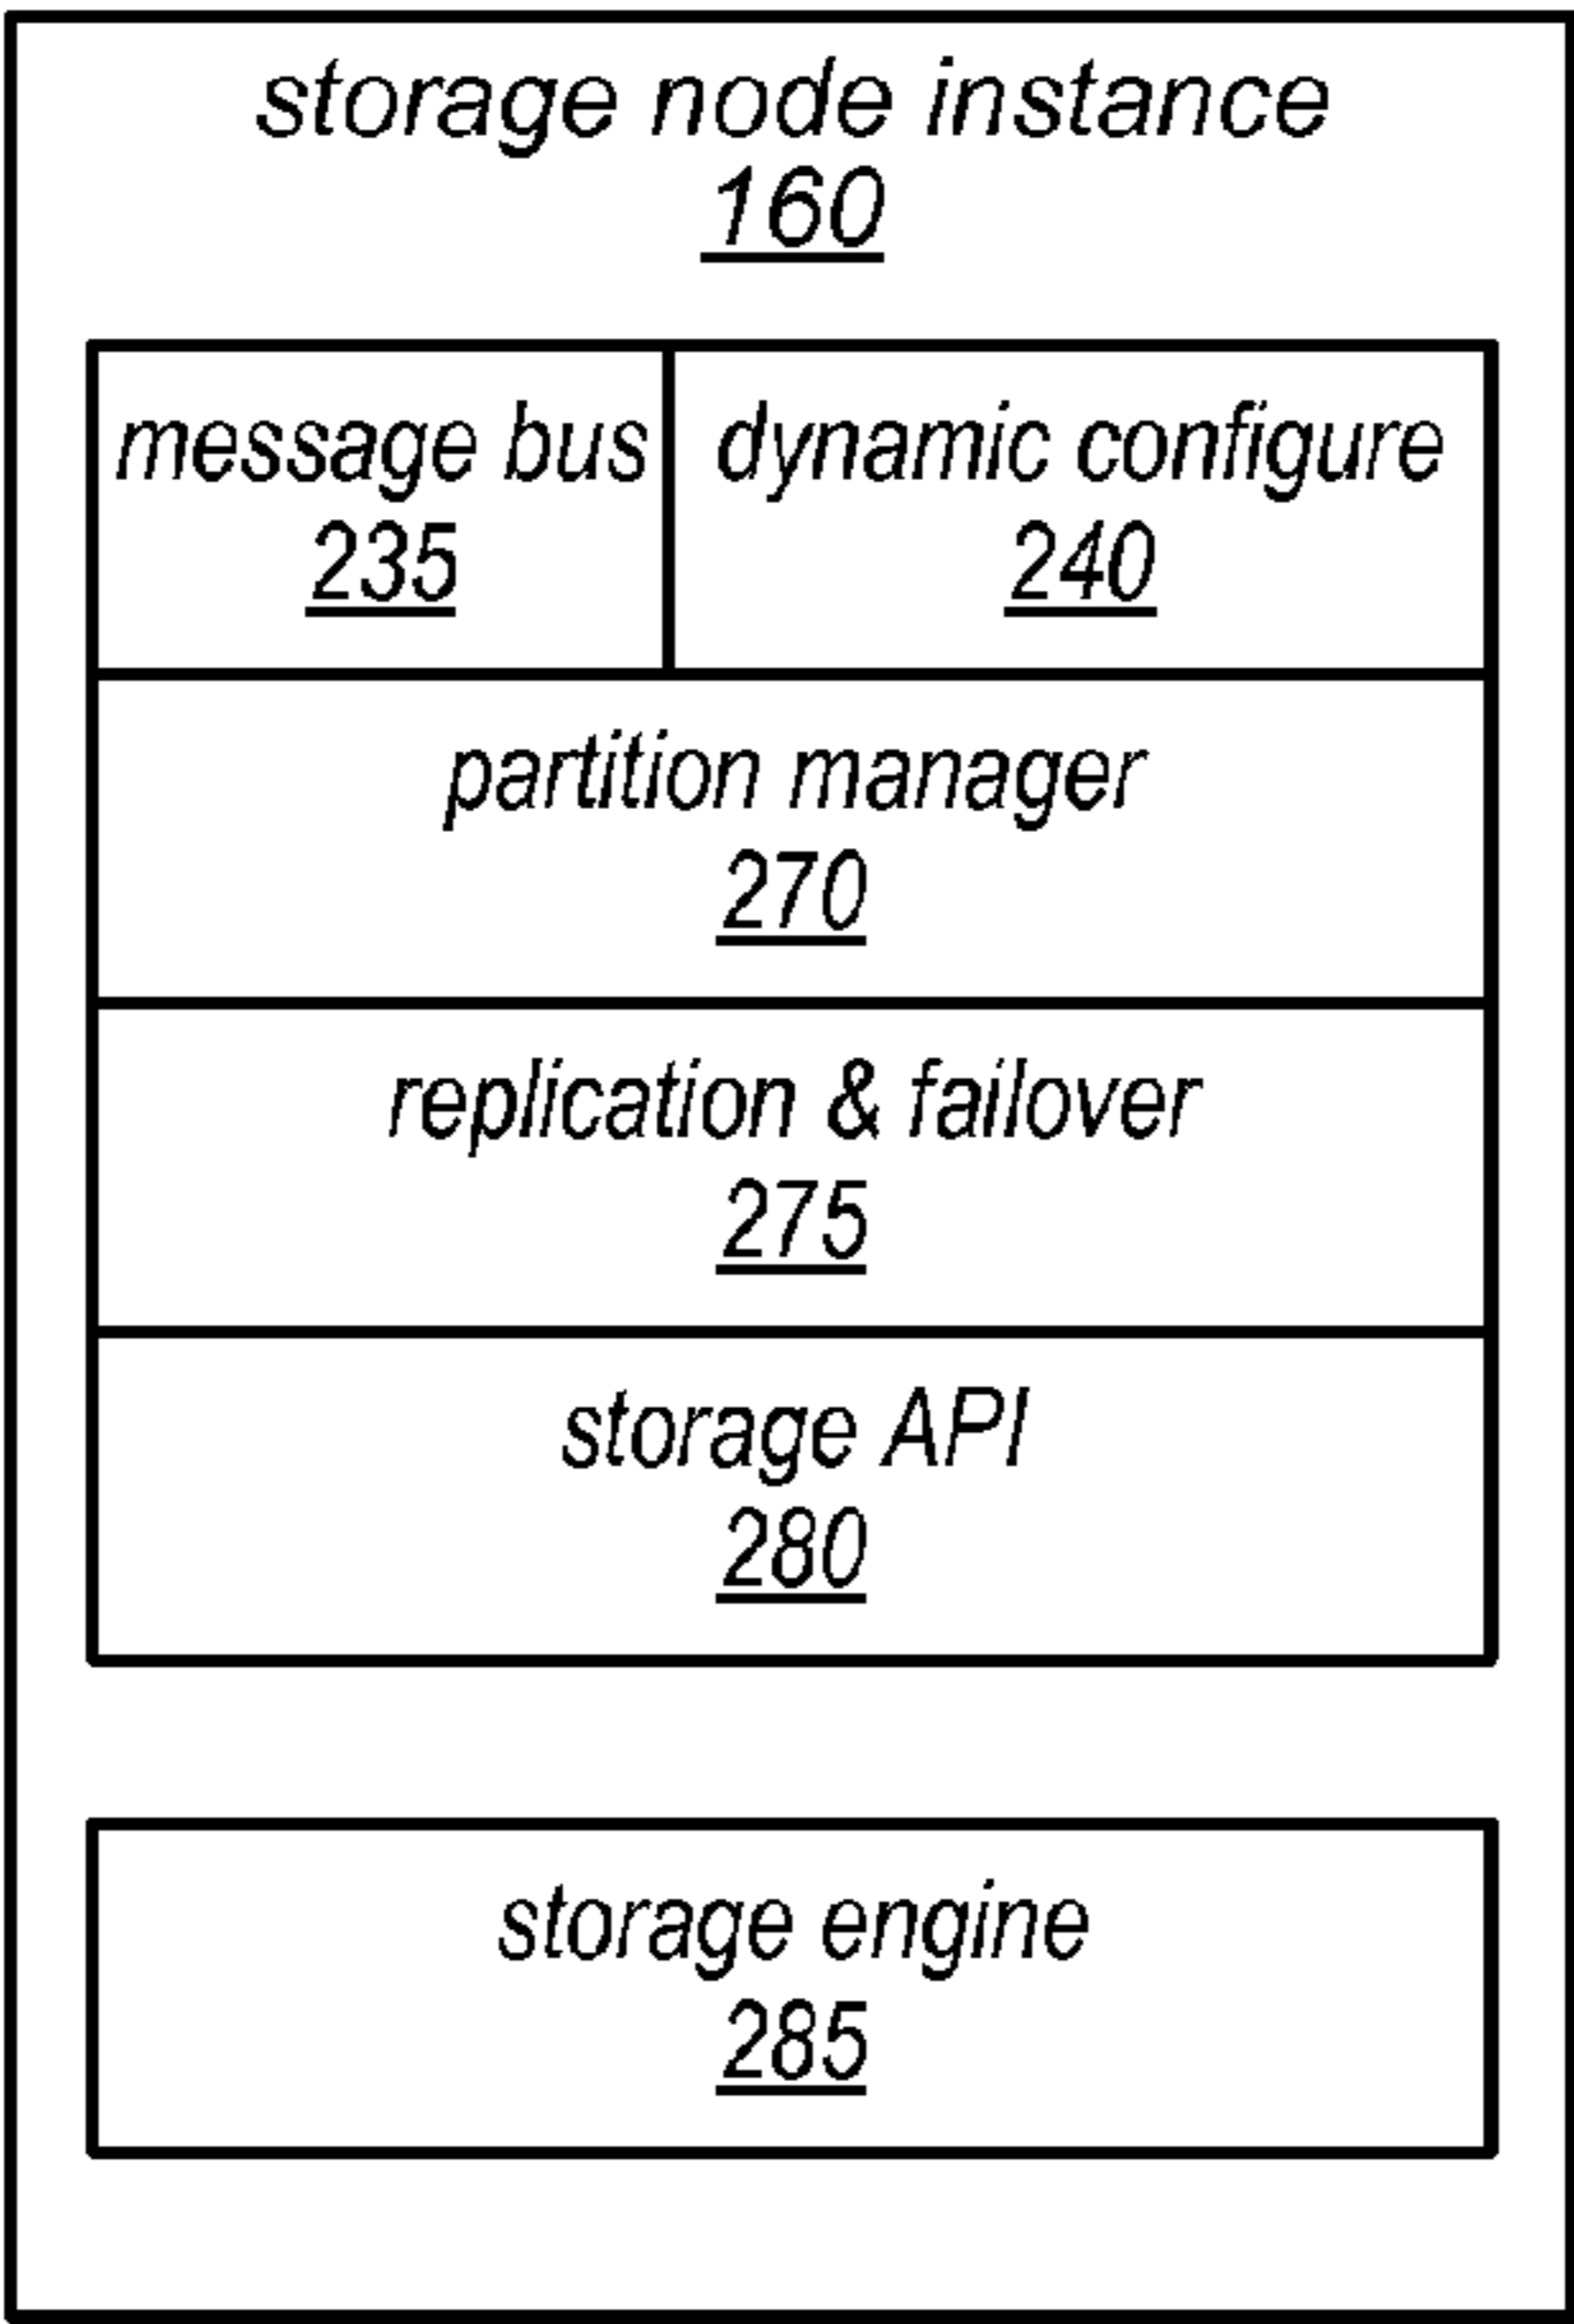 storage node instance
160
message bus
235
dynamic configure
240
partition manager
270
replication & failover
275
storage API
280
storage engine
285